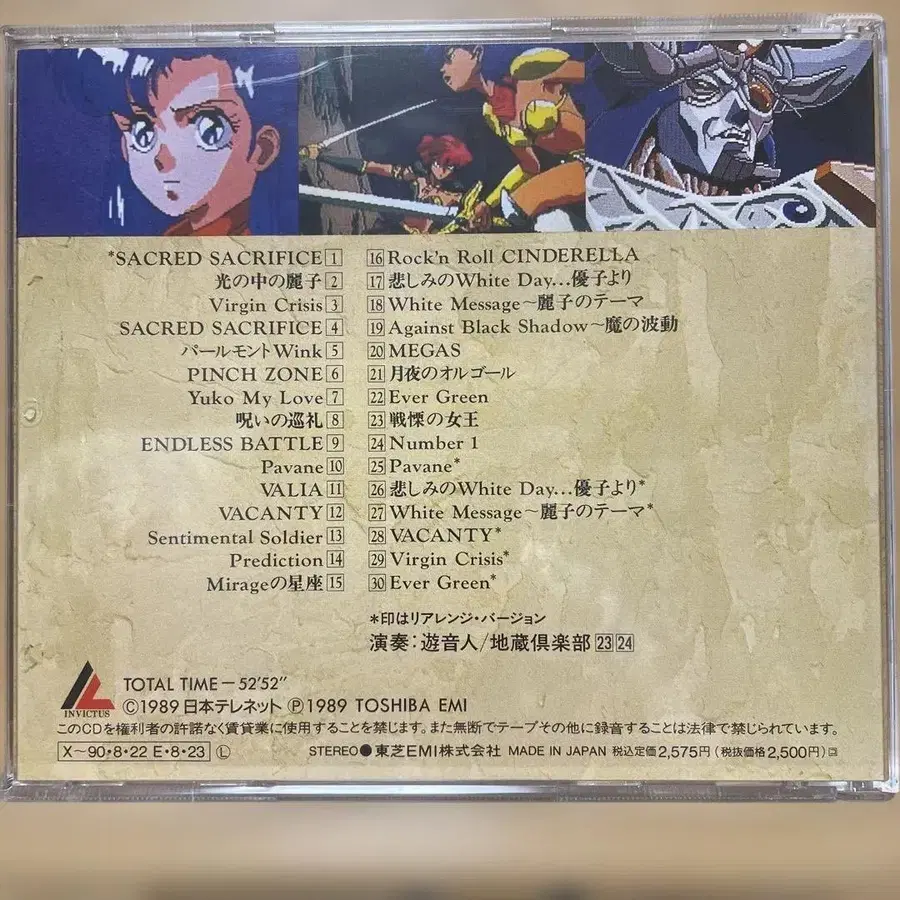 *SACRED SACRIFICE 1
光の中の麗子 2
Virgin Crisis 3
SACRED SACRIFICE 4
パールモントWink 5
PINCH ZONE 6
Yuko My Love 7
呪いの巡礼 8
ENDLESS BATTLE 9
Pavane 10
VALIA 11
VACANTY 12
Sentimental Soldier 13
Prediction 14
Mirageの星座 15
16 Rock'n Roll CINDERELLA
17 悲しみのWhite Day...優子より
18 White Message～麗子のテーマ
19 Against Black Shadow～魔の波動
20 MEGAS
21 月夜のオルゴール
22 Ever Green
23 戦慄の女王
24 Number 1
25 Pavane*
26 悲しみのWhite Day...優子より*
27 White Message～麗子のテーマ*
28 VACANTY*
29 Virgin Crisis*
30 Ever Green*
*印はリアレンジ・バージョン
演奏:遊音人/地蔵倶楽部 23 24
INVICTUS
TOTAL TIME－52'52"
©1989 日本テレネット Ⓟ1989 TOSHIBA EMI
このCDを権利者の許諾なく賃貸業に使用することを禁じます。また無断でテープその他に録音することは法律で禁じられています。
X～90・8・22 E・8・23 Ⓛ
STEREO ● 東芝EMI株式会社 MADE IN JAPAN 税込定価2,575円(税抜価格2,500円)